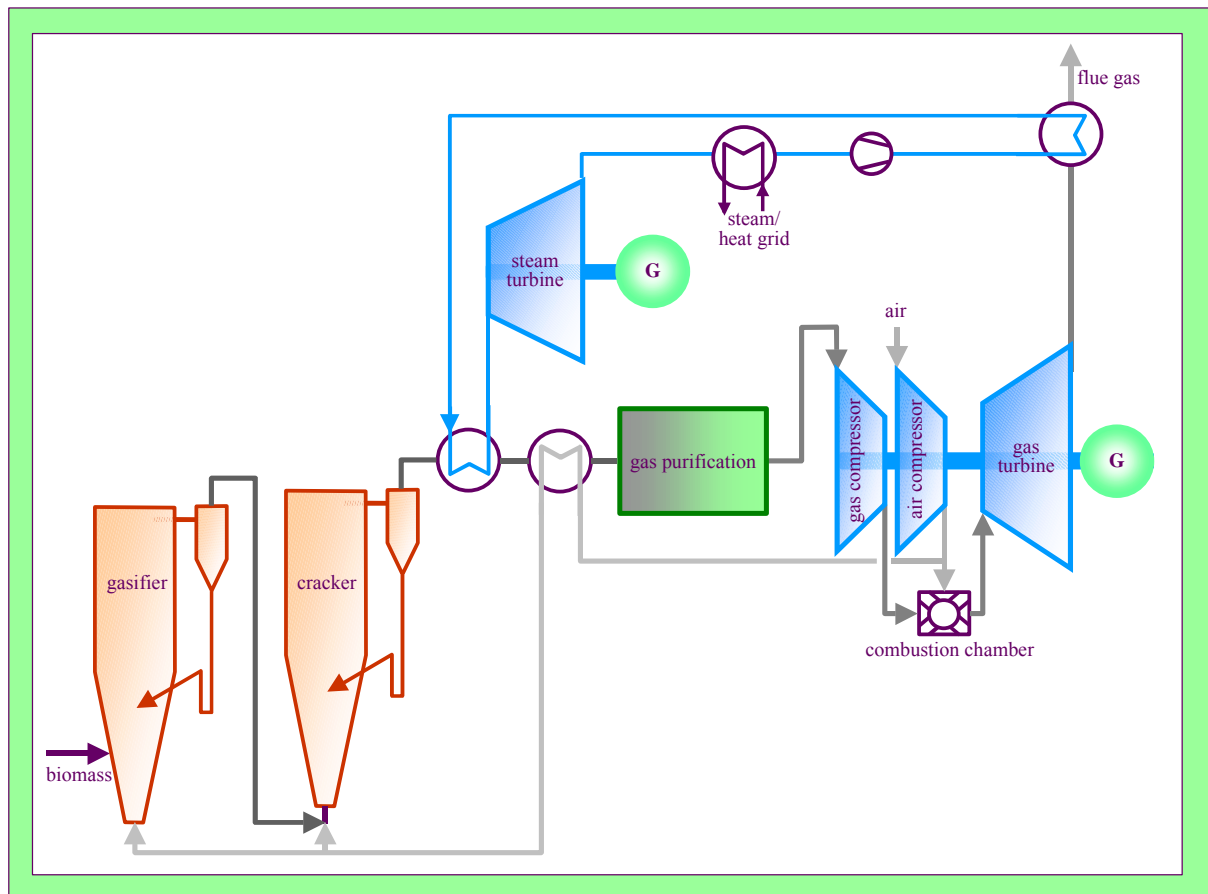 flue gas
steam/
heat grid
steam
turbine
G
air
gas compressor
air compressor
gas
turbine
G
gas purification
gasifier
cracker
combustion chamber
biomass